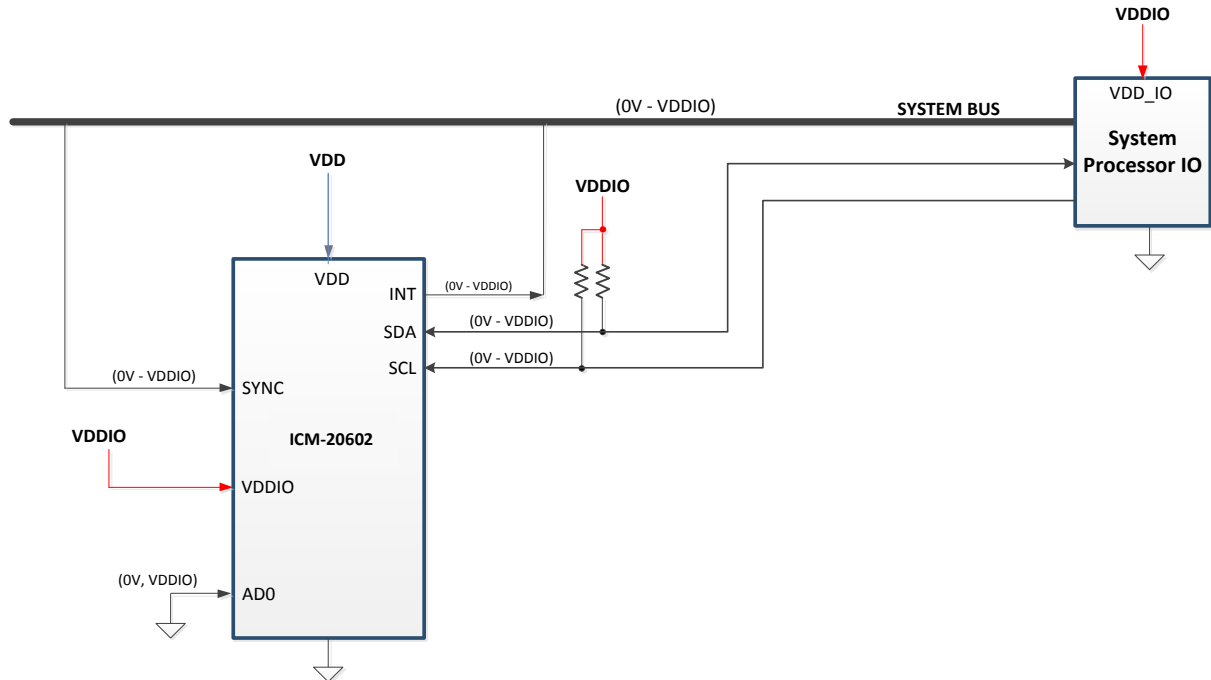 VDDIO
VDD_IO
(0V - VDDIO)
SYSTEM BUS
System
Processor IO
VDD
VDDIO
VDD
INT
(0V - VDDIO)
SDA
(0V - VDDIO)
SCL
(0V - VDDIO)
(0V - VDDIO)
SYNC
VDDIO
ICM-20602
VDDIO
(0V, VDDIO)
AD0